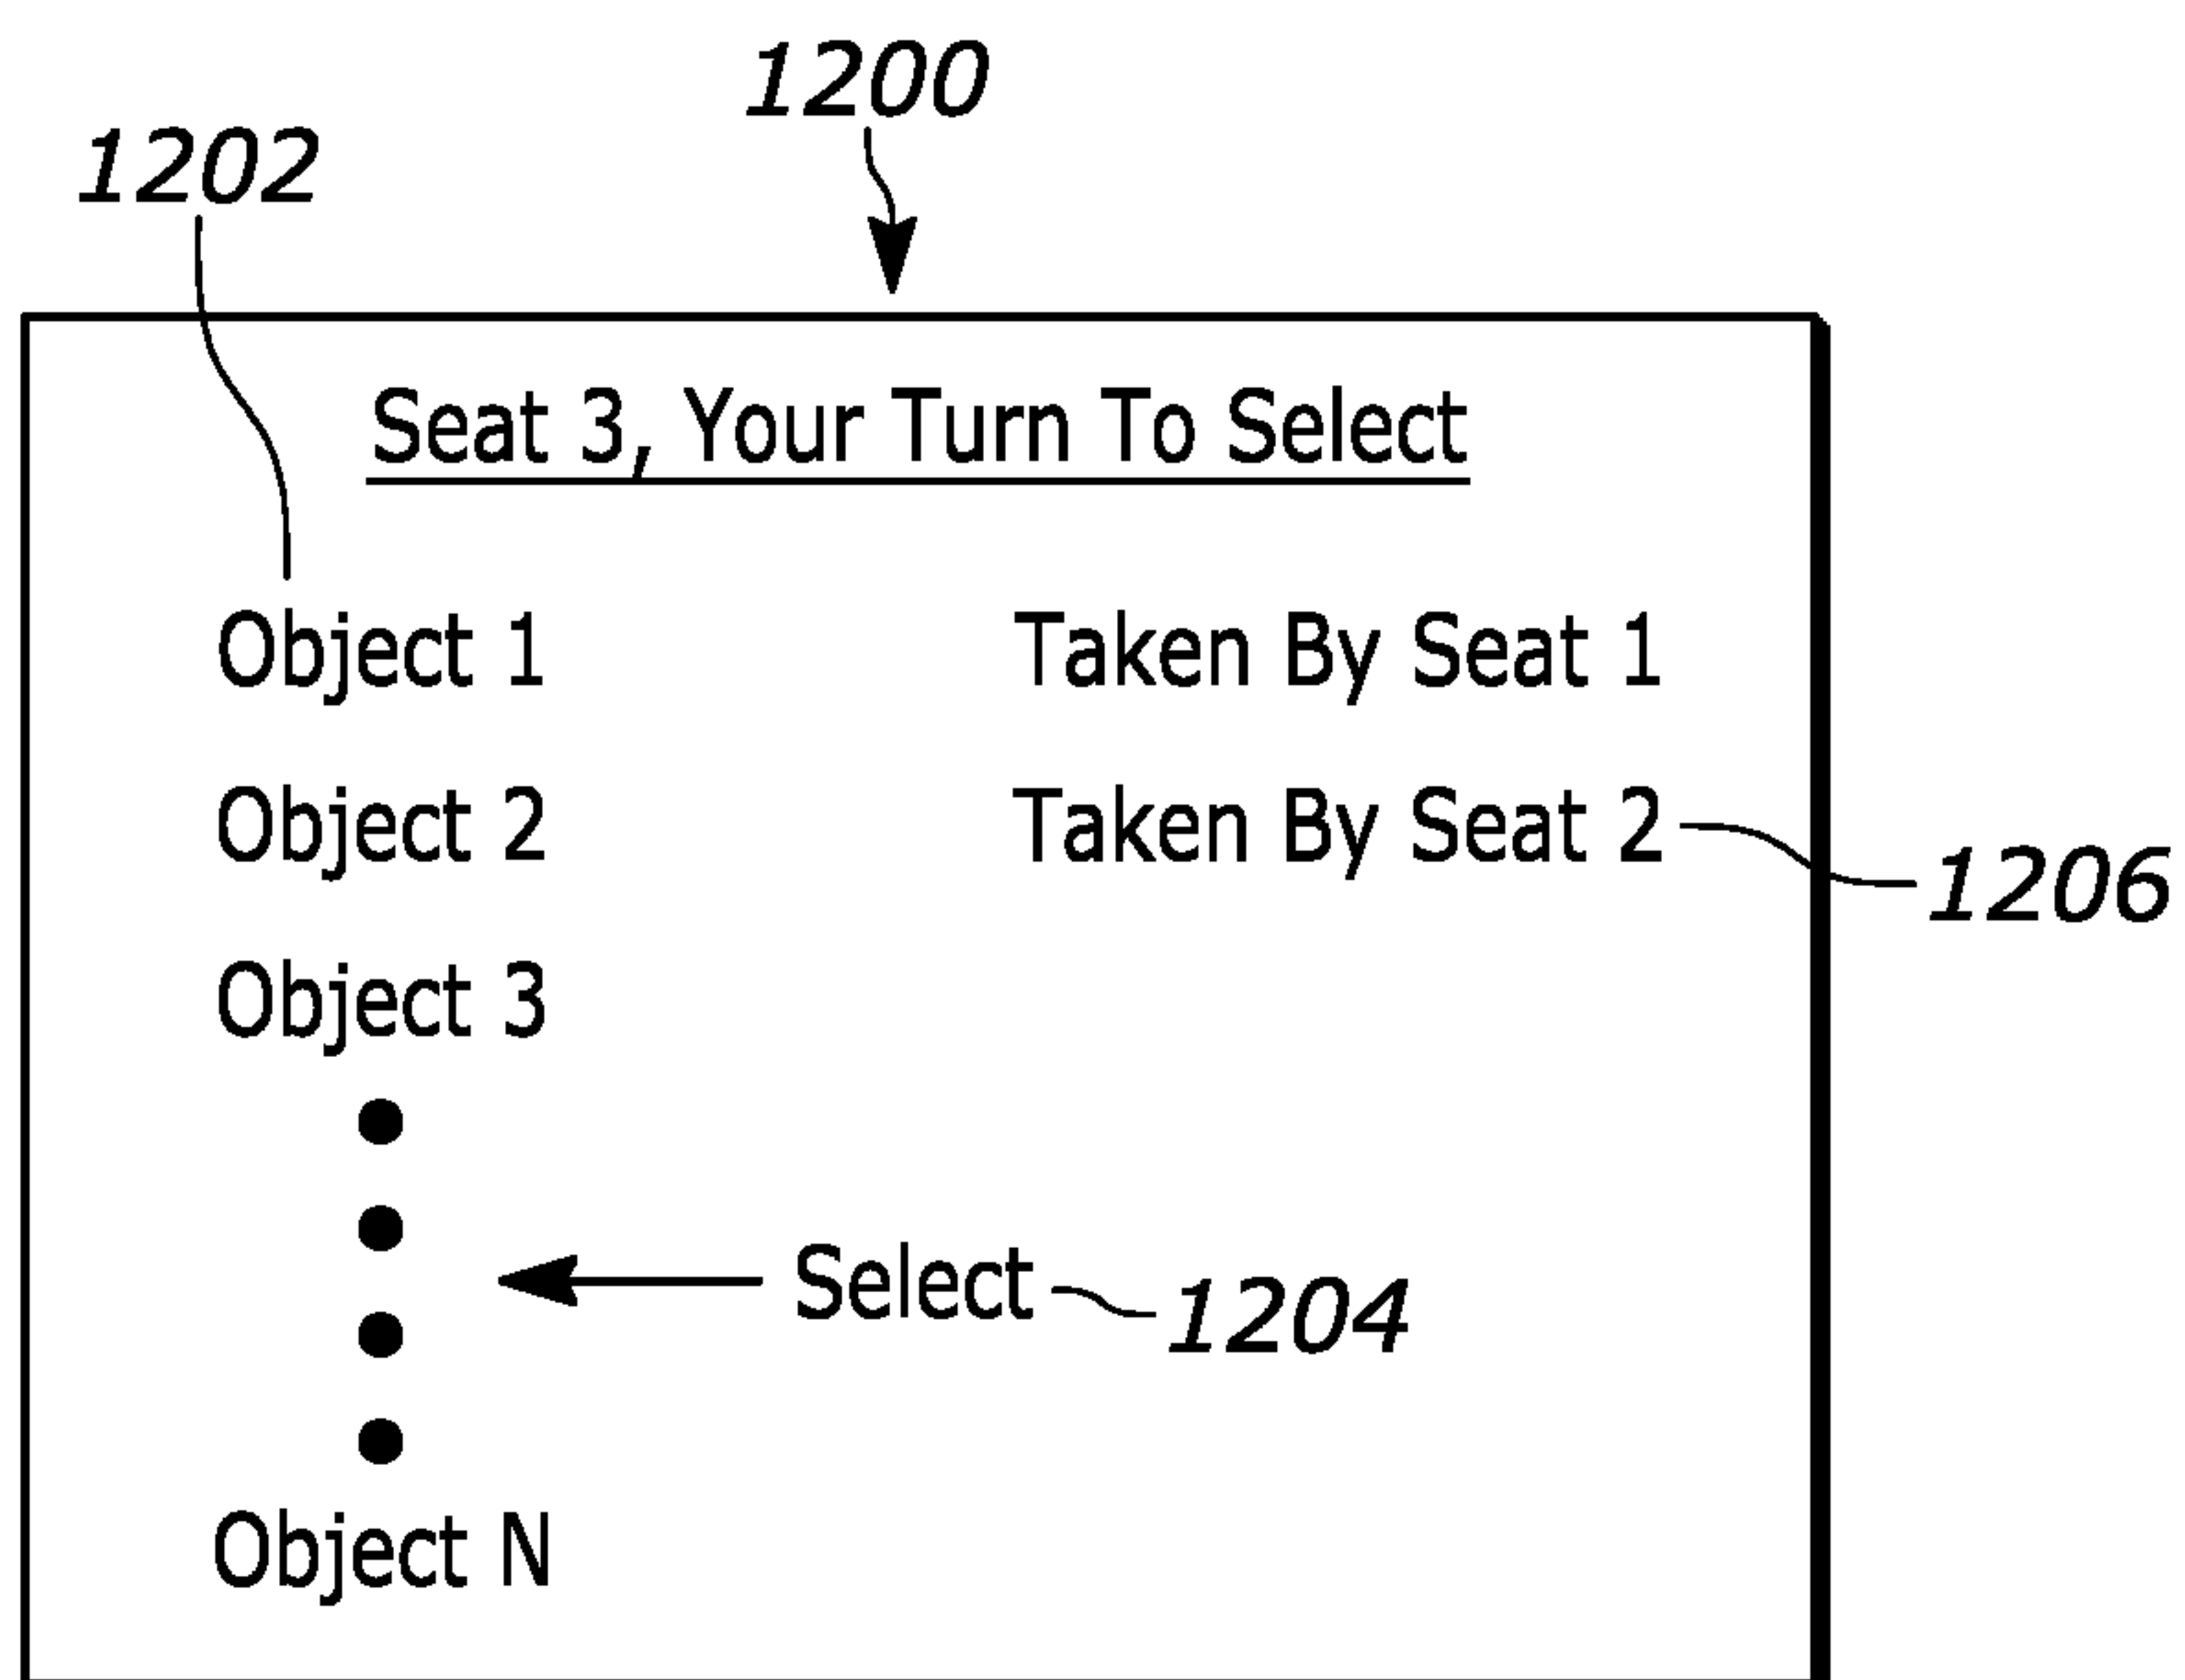 1200
1202
Seat 3, Your Turn To Select
Object 1 Taken By Seat 1
Object 2 Taken By Seat 2
1206
Object 3
Select 1204
Object N